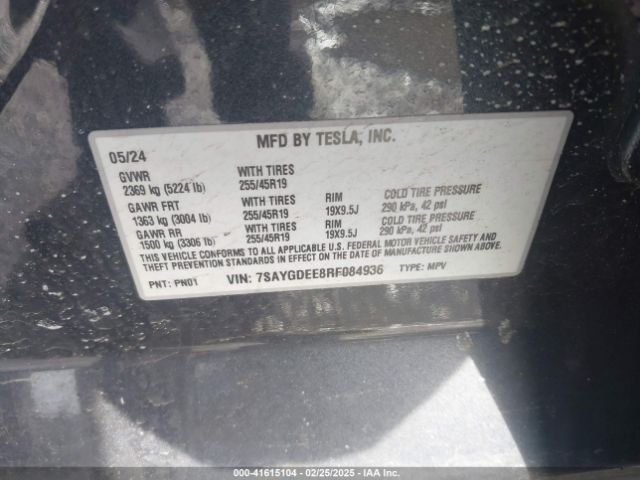 MFD BY TESLA, INC.
05/24
GVWR WITH TIRES
2369 kg (5224 lb) 255/45R19
GAWR FRT WITH TIRES RIM COLD TIRE PRESSURE
1363 kg (3004 lb) 255/45R19 19X9.5J 290 kPa, 42 psi
GAWR RR WITH TIRES RIM COLD TIRE PRESSURE
1500 kg (3306 lb) 255/45R19 19X9.5J 290 kPa, 42 psi
THIS VEHICLE CONFORMS TO ALL APPLICABLE U.S. FEDERAL MOTOR VEHICLE SAFETY AND
THEFT PREVENTION STANDARDS IN EFFECT ON THE DATE OF MANUFACTURE SHOWN ABOVE.
PNT: PN01 VIN: 7SAYGDEE8RF084936 TYPE: MPV
000-41615104 - 02/25/2025 - IAA Inc.